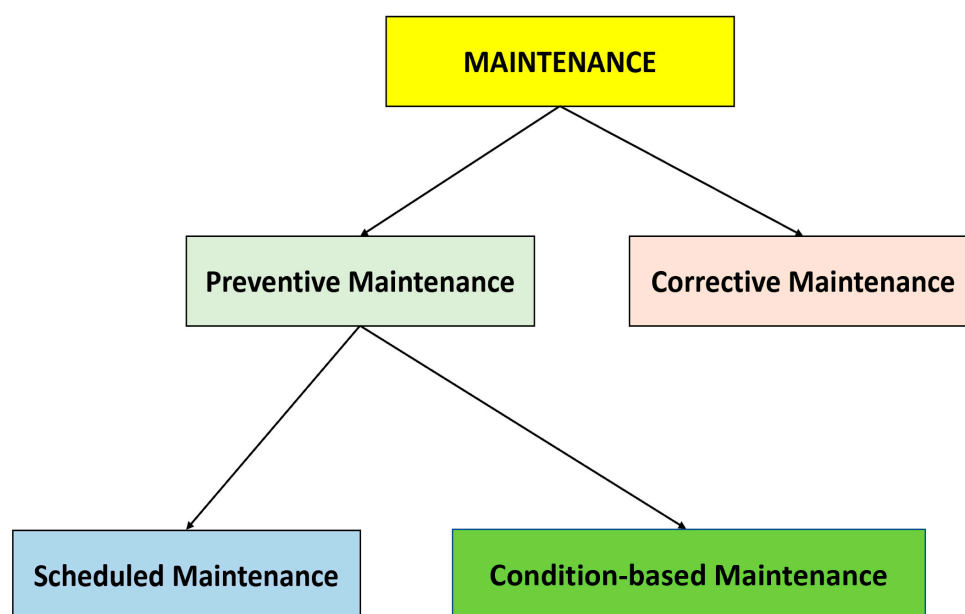 MAINTENANCE
Preventive Maintenance
Corrective Maintenance
Scheduled Maintenance
Condition-based Maintenance